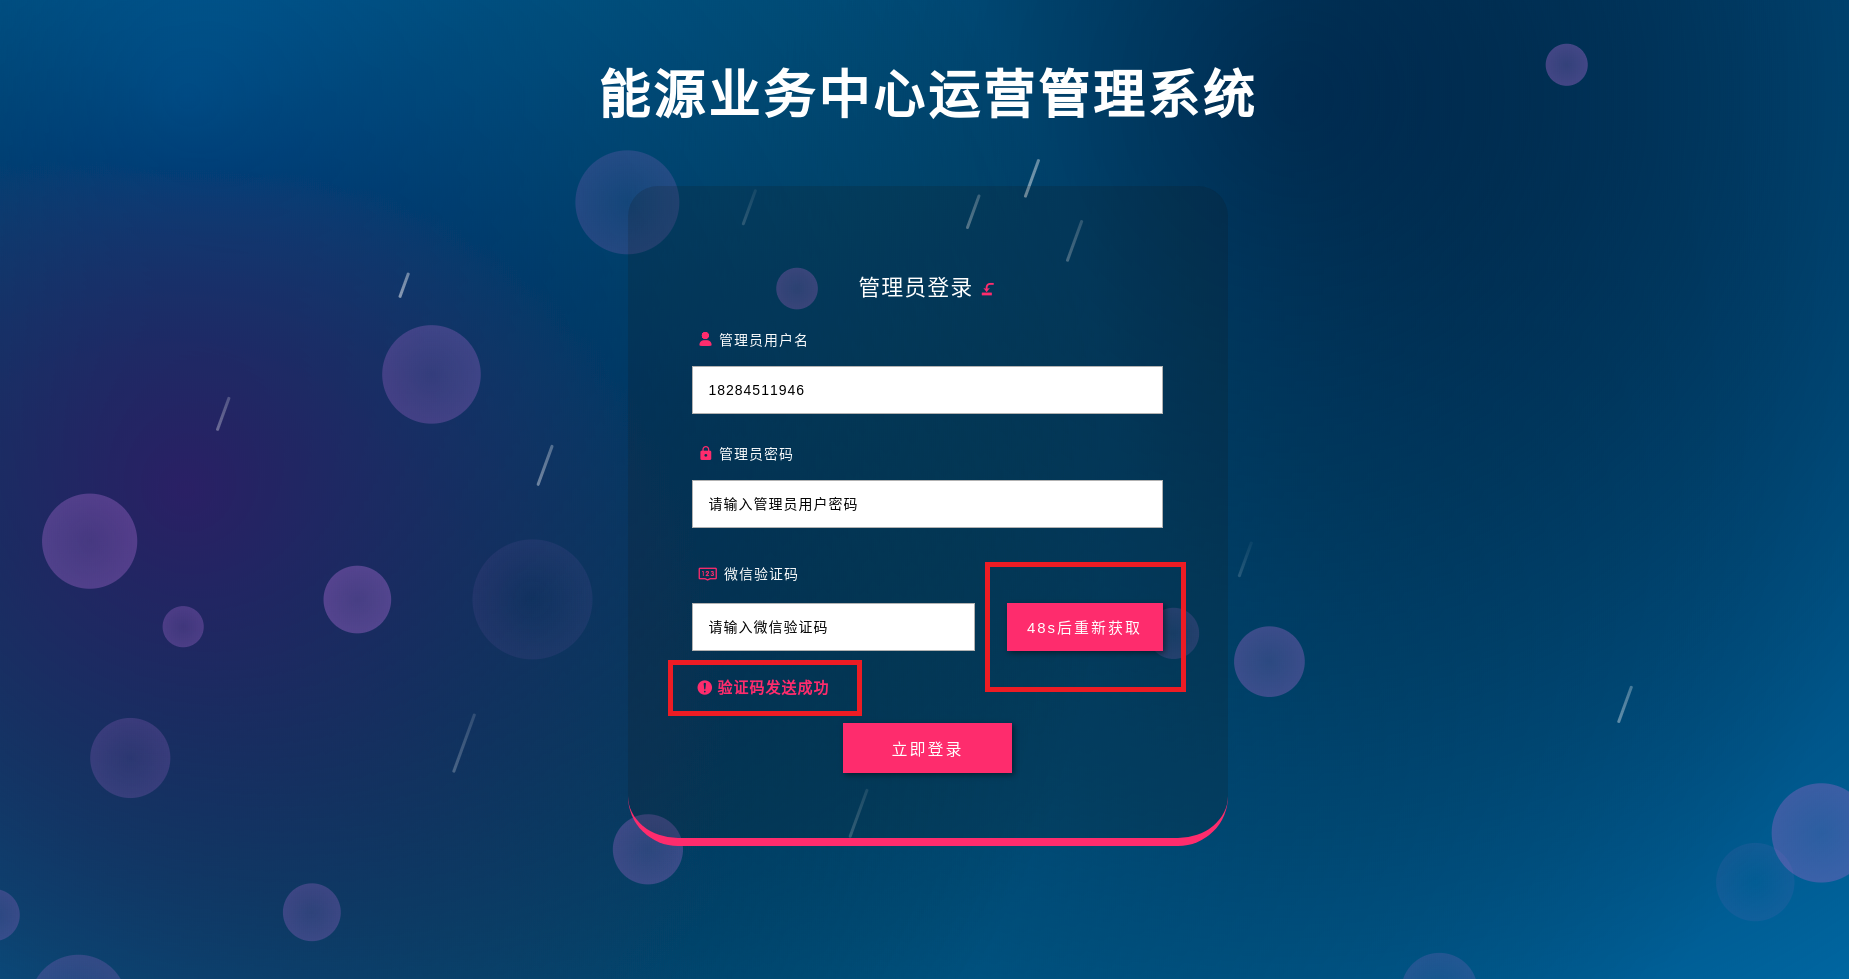 能源业务中心运营管理系统
管理员登录
管理员用户名
18284511946
管理员密码
请输入管理员用户密码
123 微信验证码
请输入微信验证码
48s后重新获取
验证码发送成功
立即登录